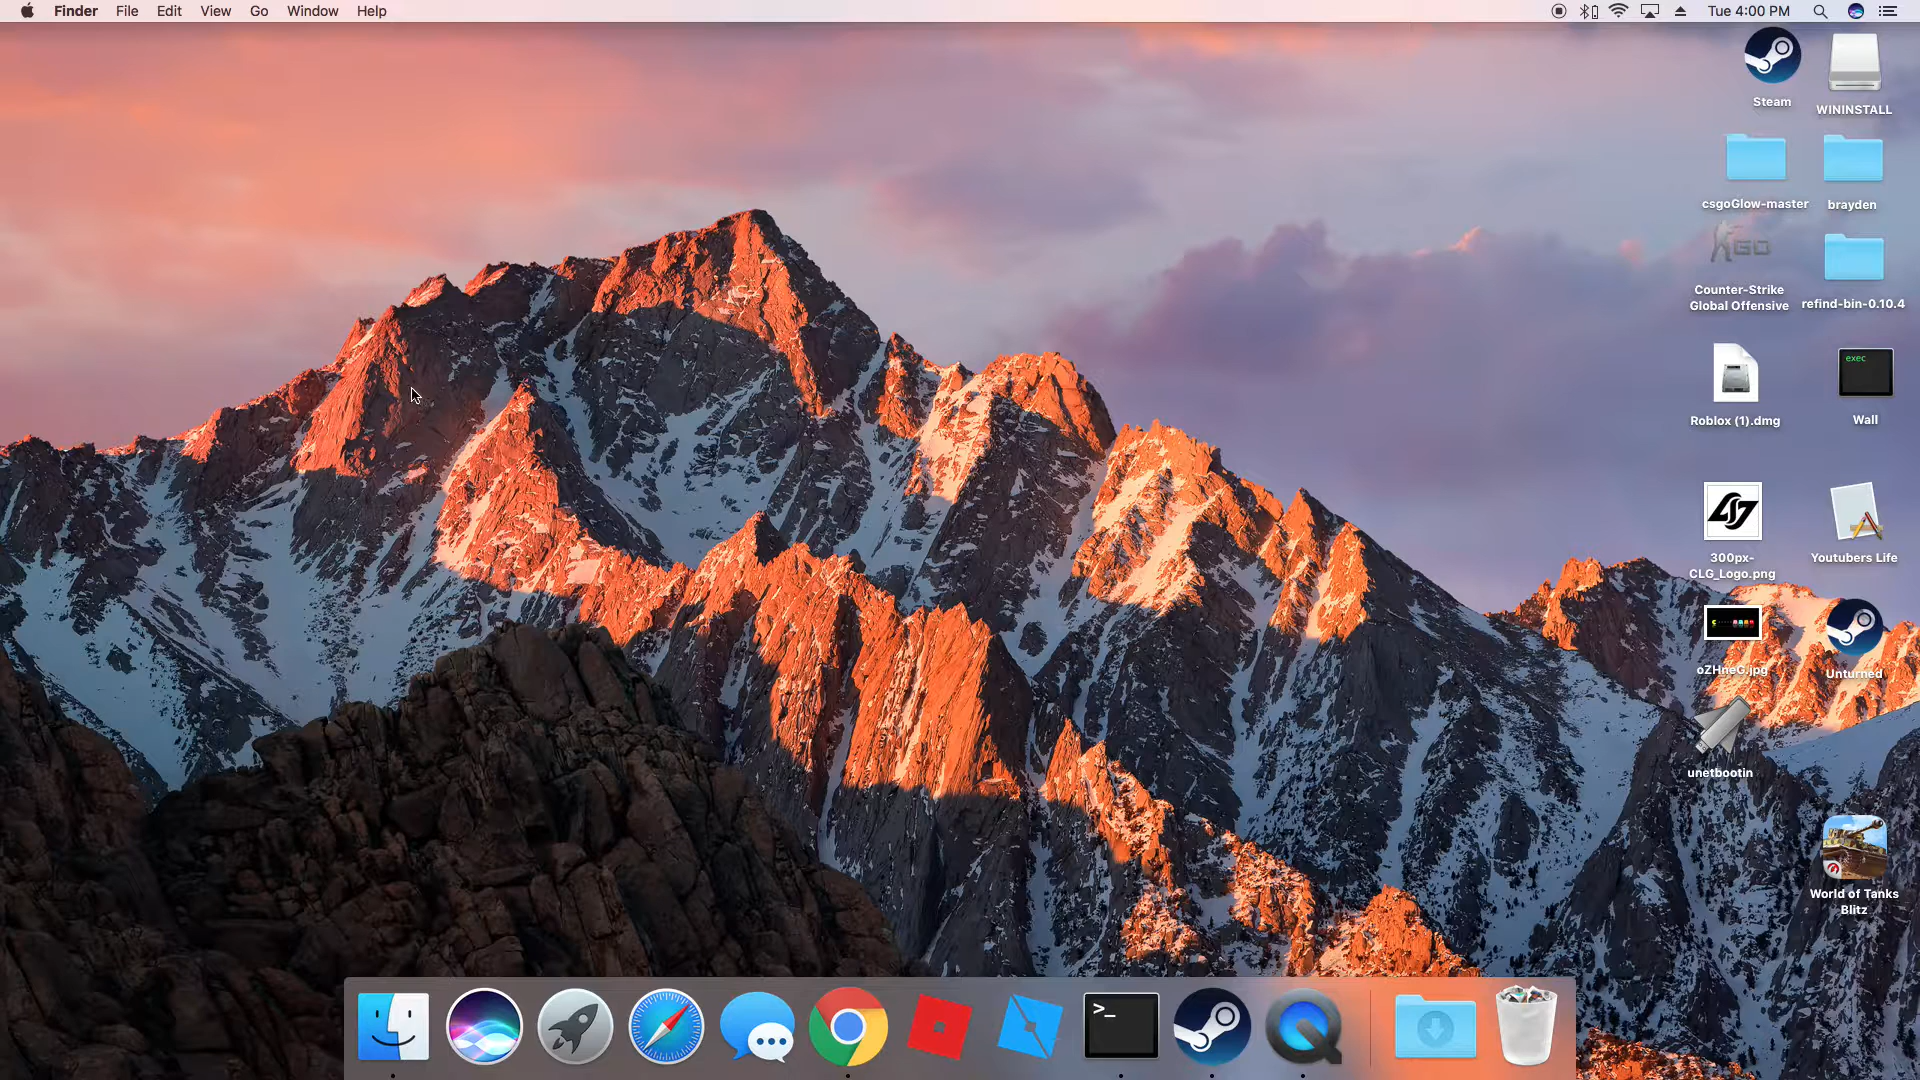 Finder File Edit View Go Window Help
Tue 4:00 PM
Steam
WININSTALL
csgoGlow-master
brayden
GO
Counter-Strike
Global Offensive
refind-bin-0.10.4
Roblox (1).dmg
exec
Wall
300px-
CLG_Logo.png
Youtubers Life
oZHneG.jpg
Unturned
unetbootin
World of Tanks
Blitz
>_